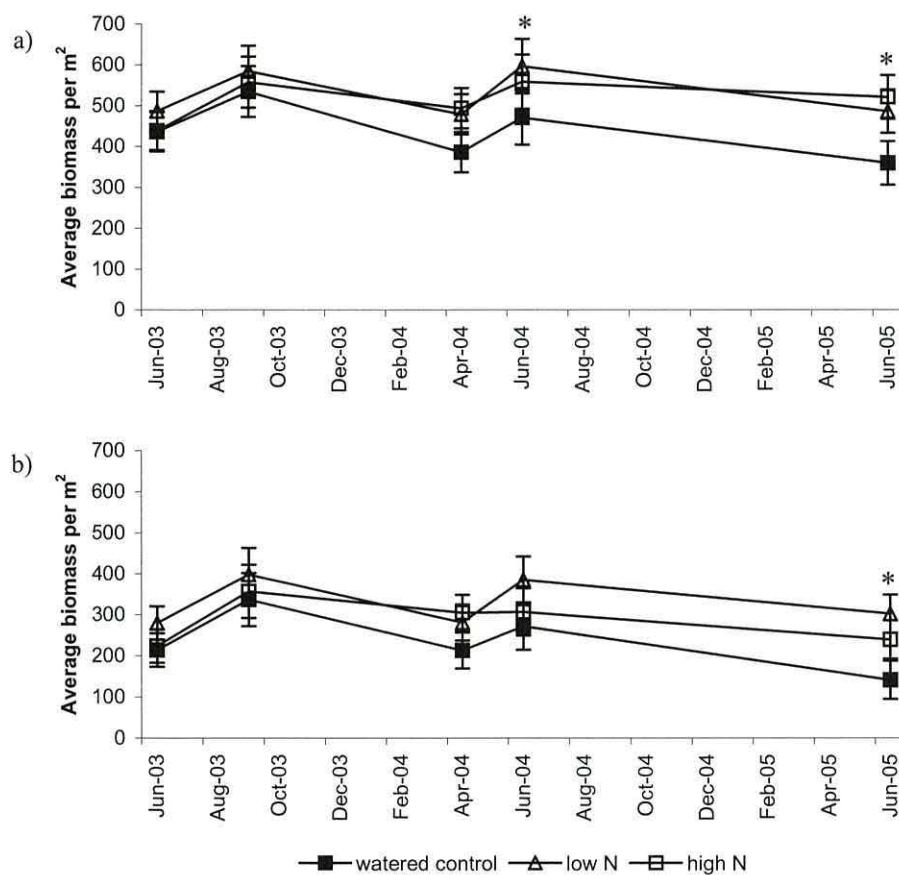 a)
Average biomass per m²
700
600
500
400
300
200
100
0
*
*
Jun-03
Aug-03
Oct-03
Dec-03
Feb-04
Apr-04
Jun-04
Aug-04
Oct-04
Dec-04
Feb-05
Apr-05
Jun-05
b)
Average biomass per m²
700
600
500
400
300
200
100
0
*
Jun-03
Aug-03
Oct-03
Dec-03
Feb-04
Apr-04
Jun-04
Aug-04
Oct-04
Dec-04
Feb-05
Apr-05
Jun-05
watered control low N high N